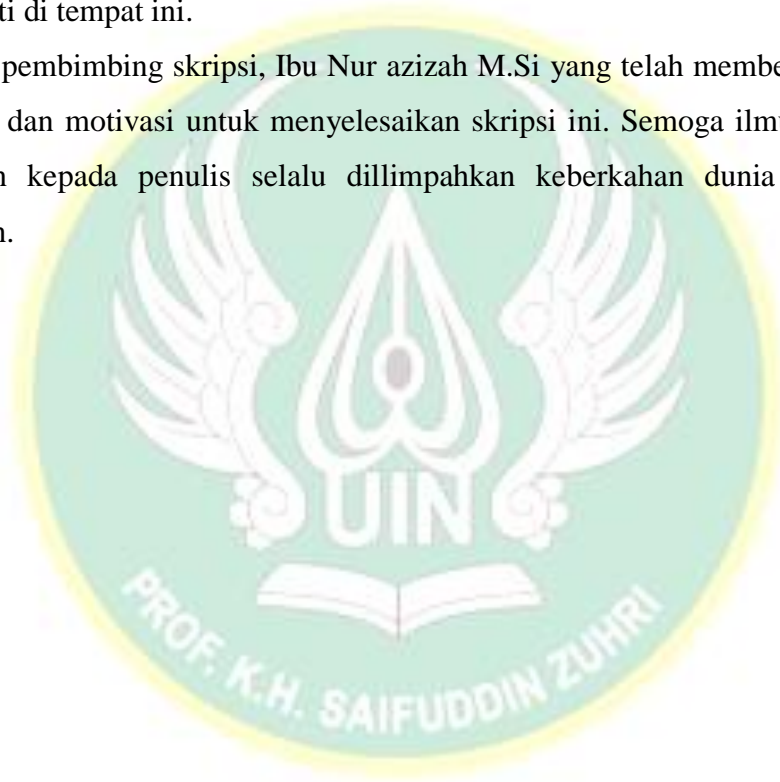 ti di tempat ini.
pembimbing skripsi, Ibu Nur azizah M.Si yang telah membe
dan motivasi untuk menyelesaikan skripsi ini. Semoga ilm
kepada penulis selalu dillimpahkan keberkahan dunia
UIN
PROF. K.H. SAIFUDDIN ZUHRI